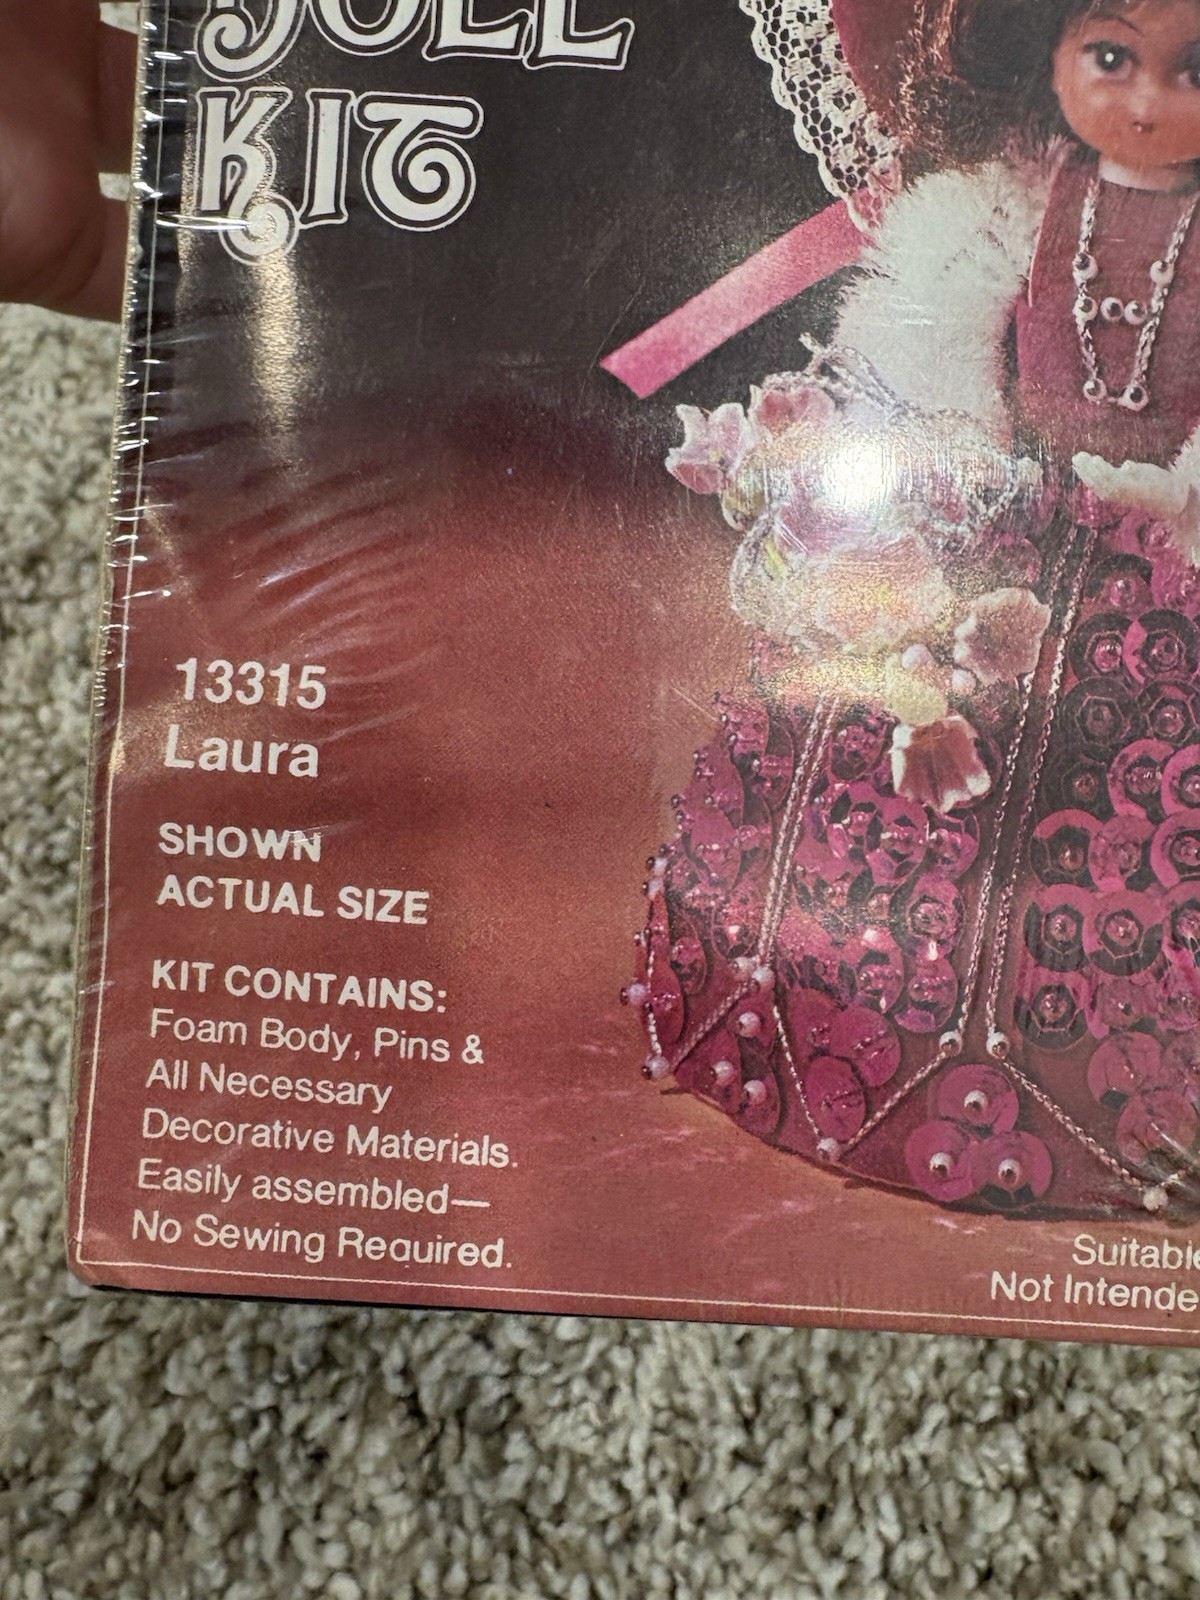 DOLL
KIT
13315
Laura
SHOWN
ACTUAL SIZE
KIT CONTAINS:
Foam Body, Pins &
All Necessary
Decorative Materials.
Easily assembled—
No Sewing Required.
Suitable
Not Intende